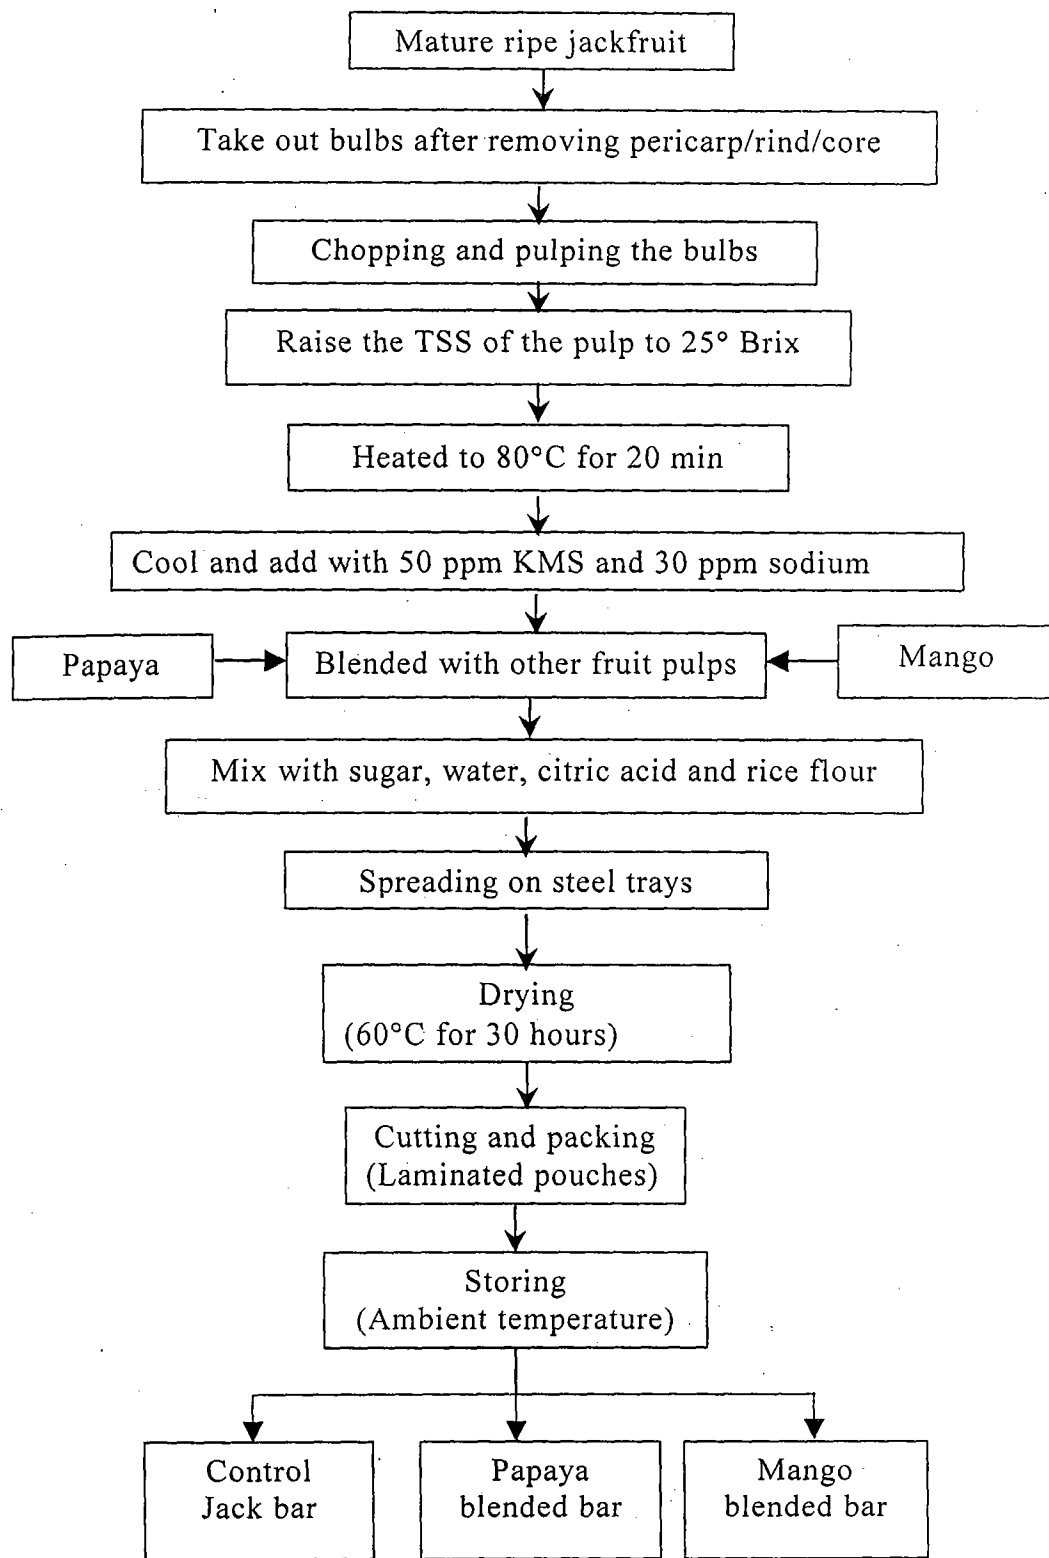 Mature ripe jackfruit
Take out bulbs after removing pericarp/rind/core
Chopping and pulping the bulbs
Raise the TSS of the pulp to 25° Brix
Heated to 80°C for 20 min
Cool and add with 50 ppm KMS and 30 ppm sodium
Papaya
Blended with other fruit pulps
Mango
Mix with sugar, water, citric acid and rice flour
Spreading on steel trays
Drying
(60°C for 30 hours)
Cutting and packing
(Laminated pouches)
Storing
(Ambient temperature)
Control
Jack bar
Papaya
blended bar
Mango
blended bar